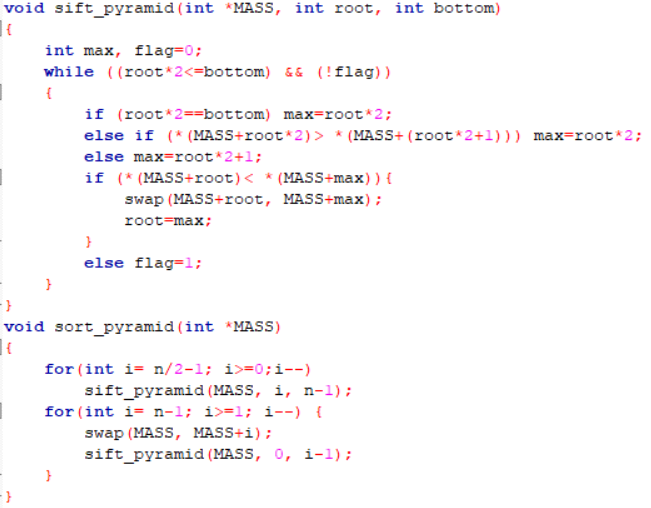 void sift_pyramid(int *MASS, int root, int bottom)
{
    int max, flag=0;
    while ((root*2<=bottom) && (!flag))
    {
        if (root*2==bottom) max=root*2;
        else if (*(MASS+root*2)> *(MASS+(root*2+1))) max=root*2;
        else max=root*2+1;
        if (*(MASS+root)< *(MASS+max)){
            swap(MASS+root, MASS+max);
            root=max;
        }
        else flag=1;
    }
}
void sort_pyramid(int *MASS)
{
    for(int i= n/2-1; i>=0;i--)
        sift_pyramid(MASS, i, n-1);
    for(int i= n-1; i>=1; i--) {
        swap(MASS, MASS+i);
        sift_pyramid(MASS, 0, i-1);
    }
}